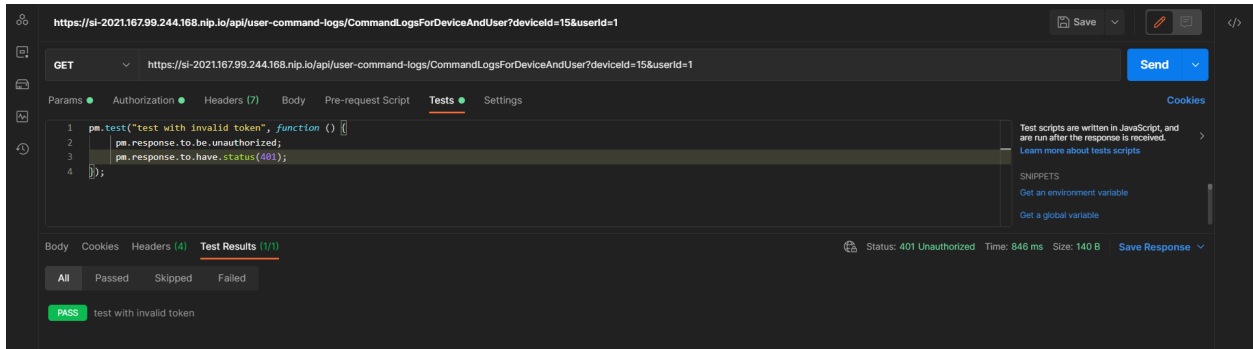 https://si-2021.167.99.244.168.nip.io/api/user-command-logs/CommandLogsForDeviceAndUser?deviceId=15&userId=1
Save
GET https://si-2021.167.99.244.168.nip.io/api/user-command-logs/CommandLogsForDeviceAndUser?deviceId=15&userId=1 Send
Params Authorization Headers (7) Body Pre-request Script Tests Settings Cookies
1 pm.test("test with invalid token", function () {
2 pm.response.to.be.unauthorized;
3 pm.response.to.have.status(401);
4 });
Test scripts are written in JavaScript, and
are run after the response is received.
Learn more about tests scripts
SNIPPETS
Get an environment variable
Get a global variable
Body Cookies Headers (4) Test Results (1/1) Status: 401 Unauthorized Time: 846 ms Size: 140 B Save Response
All Passed Skipped Failed
PASS test with invalid token